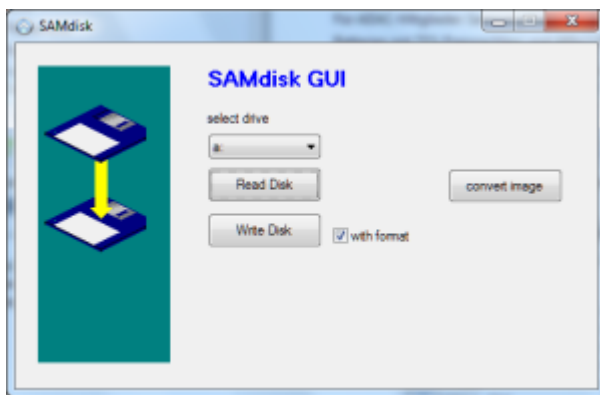 SAMdisk
SAMdisk GUI
select drive
a:
Read Disk
convert image
Write Disk
with format